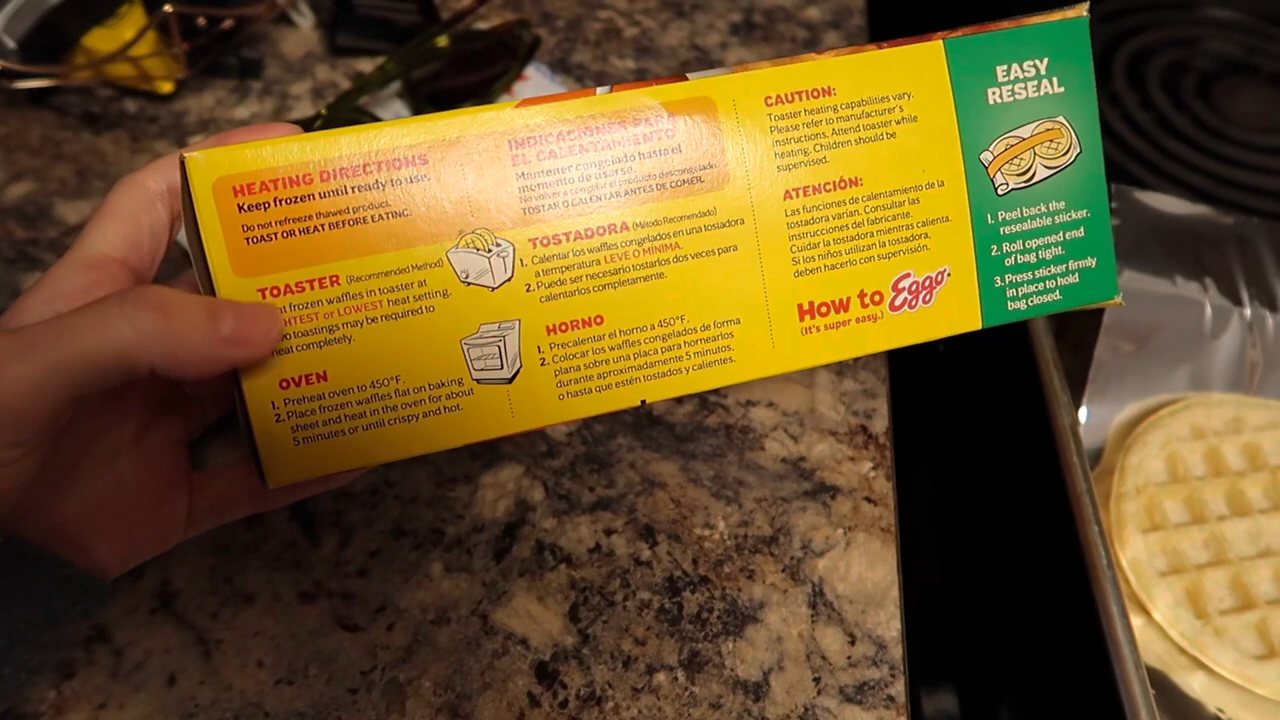 HEATING DIRECTIONS
Keep frozen until ready to use.
Do not refreeze thawed product.
TOAST OR HEAT BEFORE EATING.
TOASTER (Recommended Method)
frozen waffles in toaster at
or LOWEST heat setting.
toastings may be required to
completely.
OVEN
1. Preheat oven to 450°F.
2. Place frozen waffles flat on baking
sheet and heat in the oven for about
5 minutes or until crispy and hot.
INDICACIONES PARA
EL CALENTAMIENTO
Mantener congelado hasta el
momento de usarse.
No volver a congelar el producto descongelado.
TOSTAR O CALENTAR ANTES DE COMER.
TOSTADORA (Método Recomendado)
1. Calentar los waffles congelados en una tostadora
a temperatura LEVE O MÍNIMA.
2. Puede ser necesario tostarlos dos veces para
calentarlos completamente.
HORNO
1. Precalentar el horno a 450°F.
2. Colocar los waffles congelados de forma
plana sobre una placa para hornearlos
durante aproximadamente 5 minutos,
o hasta que estén tostados y calientes.
CAUTION:
Toaster heating capabilities vary.
Please refer to manufacturer's
instructions. Attend toaster while
heating. Children should be
supervised.
ATENCIÓN:
Las funciones de calentamiento de la
tostadora varían. Consultar las
instrucciones del fabricante.
Cuidar la tostadora mientras calienta.
Si los niños utilizan la tostadora,
deben hacerlo con supervisión.
How to Eggo
(It's super easy.)
EASY
RESEAL
1. Peel back the
resealable sticker.
2. Roll opened end
of bag tight.
3. Press sticker firmly
in place to hold
bag closed.